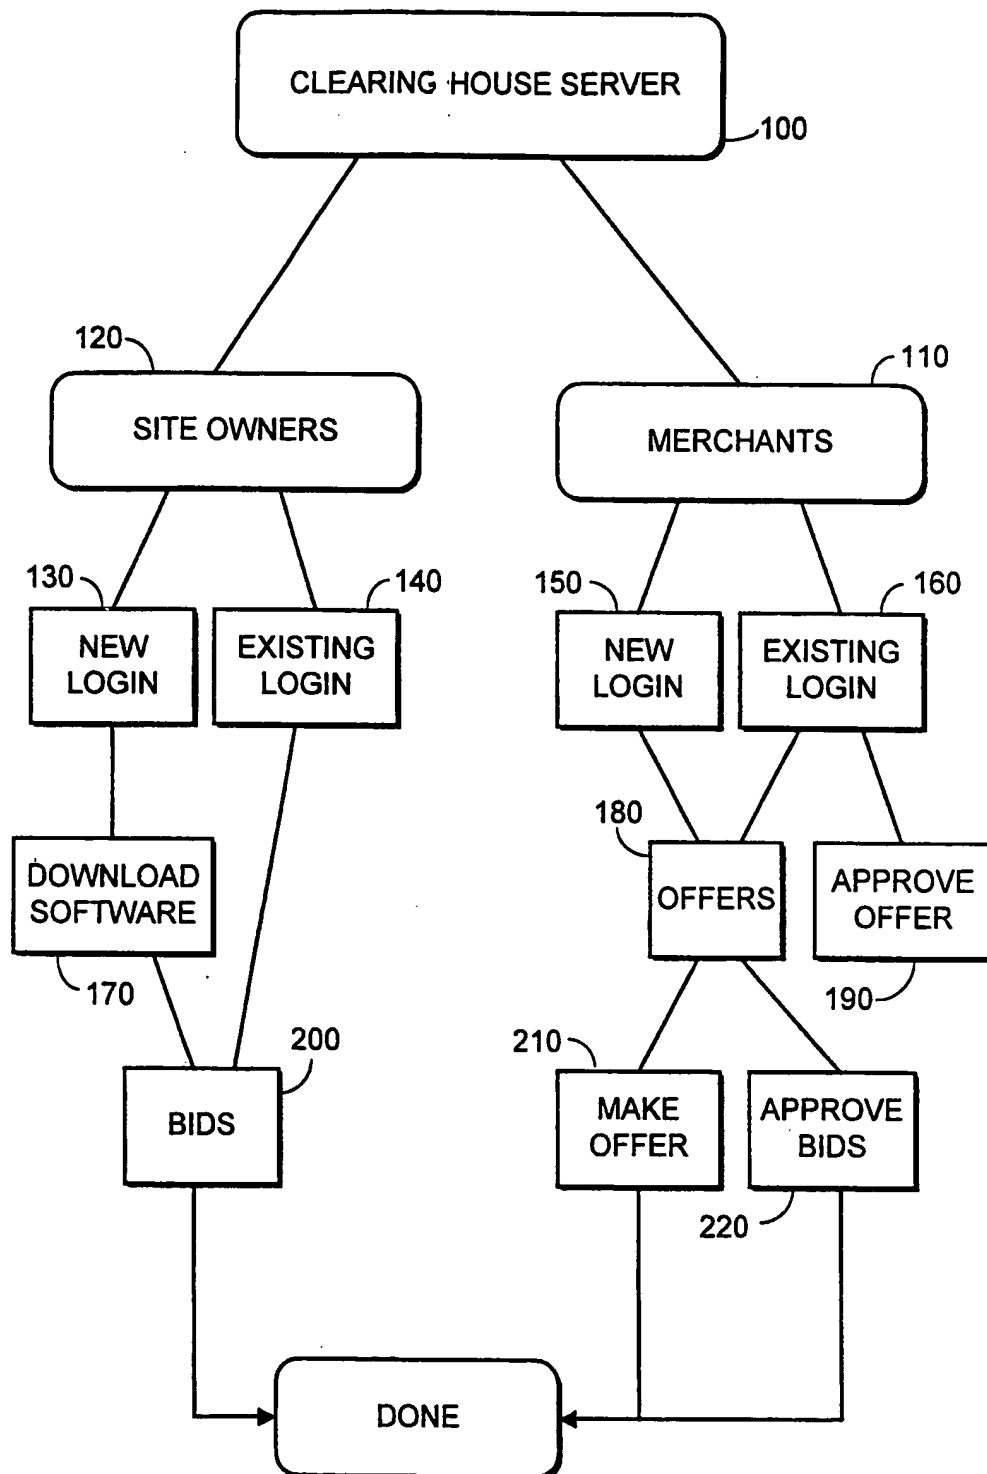 CLEARING HOUSE SERVER
100
120
110
SITE OWNERS
MERCHANTS
130
140
150
160
NEW
LOGIN
EXISTING
LOGIN
NEW
LOGIN
EXISTING
LOGIN
180
DOWNLOAD
SOFTWARE
OFFERS
APPROVE
OFFER
170
190
200
210
BIDS
MAKE
OFFER
APPROVE
BIDS
220
DONE